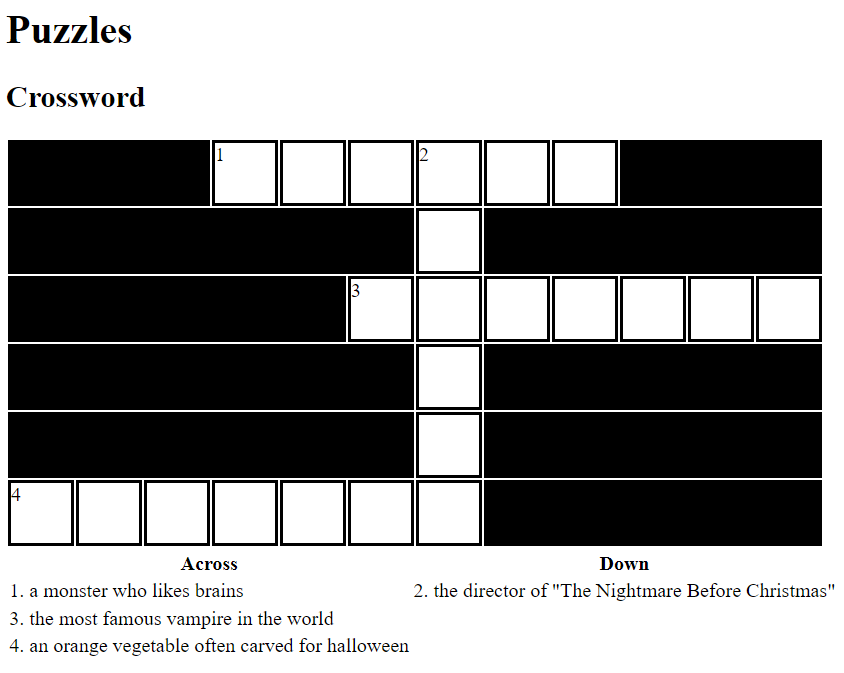 Puzzles
Crossword
1 2
3
4
Across Down
1. a monster who likes brains 2. the director of "The Nightmare Before Christmas"
3. the most famous vampire in the world
4. an orange vegetable often carved for halloween